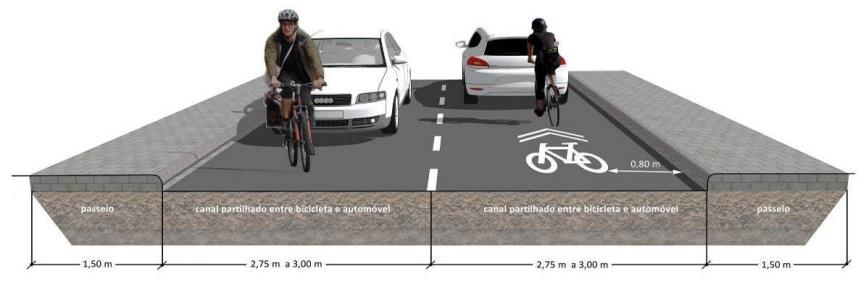 0,80 m
passeio
canal partilhado entre bicicleta e automóvel
canal partilhado entre bicicleta e automóvel
passeio
1,50 m
2,75 m a 3,00 m
2,75 m a 3,00 m
1,50 m